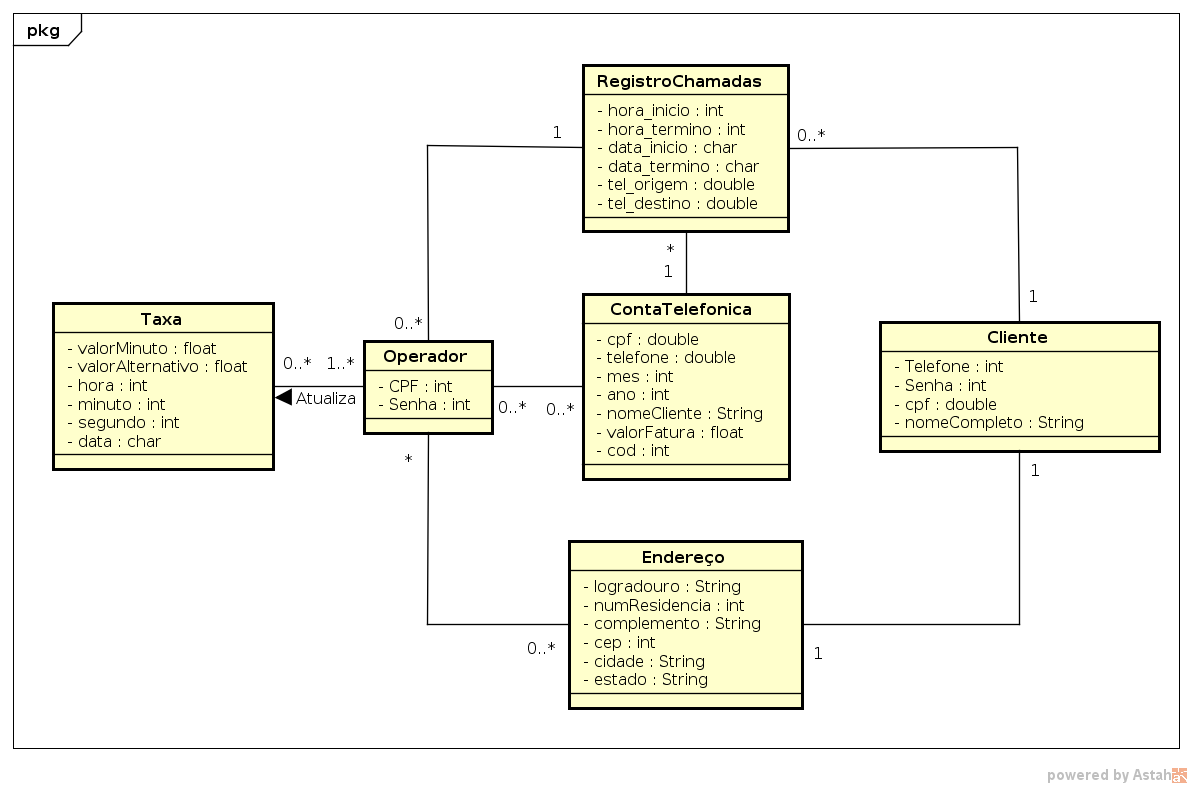 pkg
RegistroChamadas
- hora_inicio : int
- hora_termino : int
- data_inicio : char
- data_termino : char
- tel_origem : double
- tel_destino : double
1
0..*
*
1
1
0..*
Taxa
- valorMinuto : float
- valorAlternativo : float
- hora : int
- minuto : int
- segundo : int
- data : char
0..*
1..*
Atualiza
Operador
- CPF : int
- Senha : int
0..*
0..*
*
ContaTelefonica
- cpf : double
- telefone : double
- mes : int
- ano : int
- nomeCliente : String
- valorFatura : float
- cod : int
Cliente
- Telefone : int
- Senha : int
- cpf : double
- nomeCompleto : String
1
Endereço
- logradouro : String
- numResidencia : int
- complemento : String
- cep : int
- cidade : String
- estado : String
0..*
1
powered by Astah